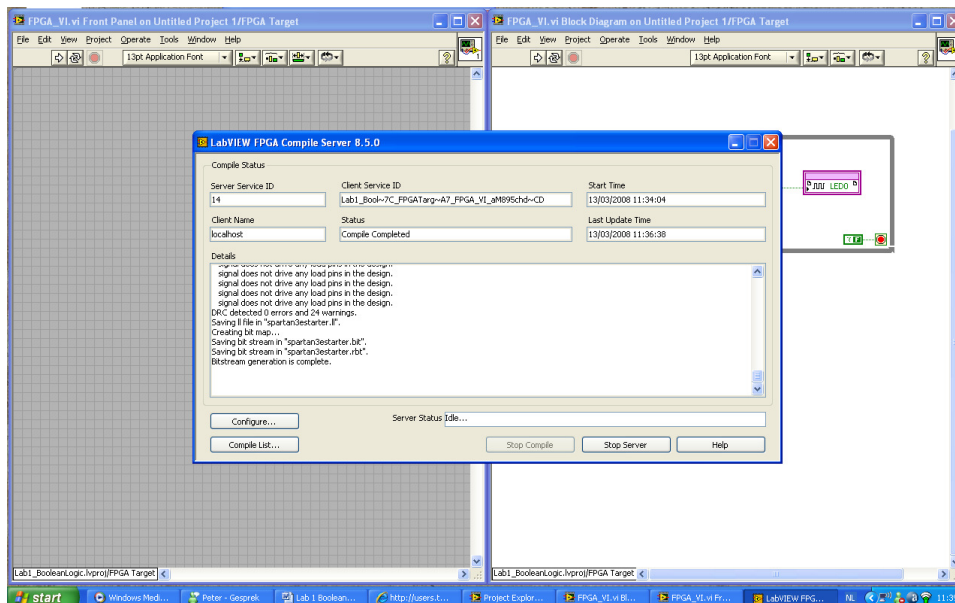 FPGA_VI.vi Front Panel on Untitled Project 1/FPGA Target
File Edit View Project Operate Tools Window Help
13pt Application Font
FPGA_VI.vi Block Diagram on Untitled Project 1/FPGA Target
File Edit View Project Operate Tools Window Help
13pt Application Font
LED0
T F
LabVIEW FPGA Compile Server 8.5.0
Compile Status
Server Service ID
Client Service ID
Start Time
14
Lab1_Bool~7C_FPGATarg~A7_FPGA_VI_aM895chd~CD
13/03/2008 11:34:04
Client Name
Status
Last Update Time
localhost
Compile Completed
13/03/2008 11:36:38
Details
signal does not drive any load pins in the design.
signal does not drive any load pins in the design.
signal does not drive any load pins in the design.
signal does not drive any load pins in the design.
signal does not drive any load pins in the design.
DRC detected 0 errors and 24 warnings.
Saving ll file in "spartan3estarter.ll".
Creating bit map...
Saving bit stream in "spartan3estarter.bit".
Saving bit stream in "spartan3estarter.rbt".
Bitstream generation is complete.
Configure...
Server Status Idle...
Compile List...
Stop Compile
Stop Server
Help
Lab1_BooleanLogic.lvproj/FPGA Target
Lab1_BooleanLogic.lvproj/FPGA Target
start
Windows Medi...
Peter - Gesprek
Lab 1 Boolean...
http://users.t...
Project Explor...
FPGA_VI.vi Bl...
FPGA_VI.vi Fr...
LabVIEW FPG...
NL